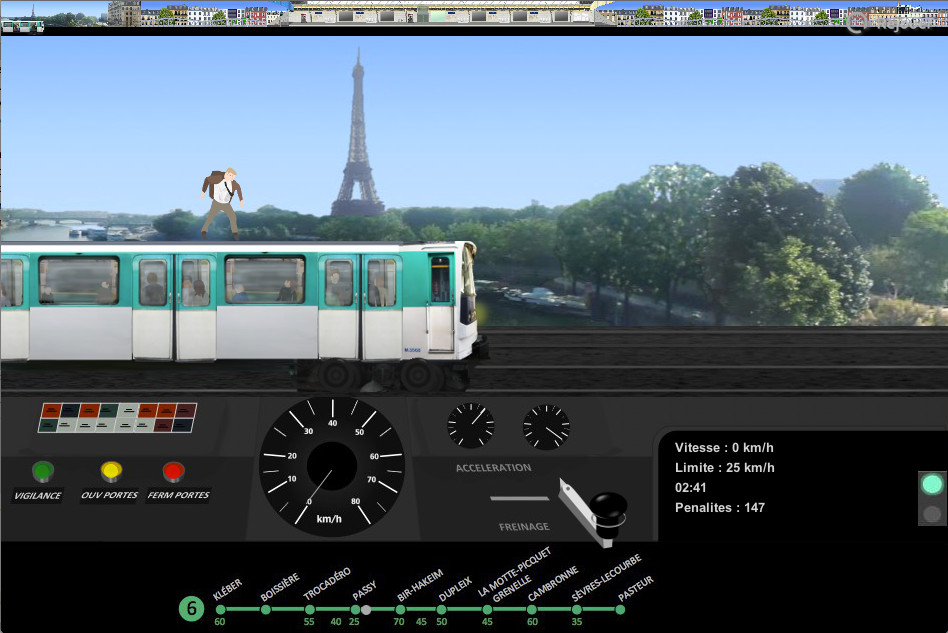 40
30
50
20
60
10
70
0
80
km/h
VIGILANCE
OUV PORTES
FERM PORTES
ACCELERATION
FREINAGE
Vitesse : 0 km/h
Limite : 25 km/h
02:41
Penalites : 147
6
KLÉBER
BOISSIÈRE
TROCADÉRO
PASSY
BIR-HAKEIM
DUPLEIX
LA MOTTE-PICQUET
GRENELLE
CAMBRONNE
SÈVRES-LECOURBE
PASTEUR
60 55 40 25 70 45 50 45 60 35